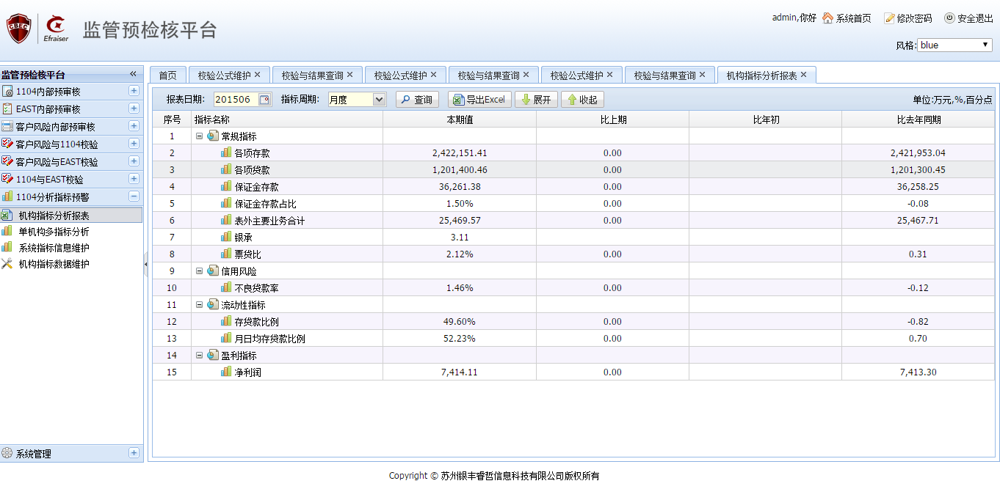 CBEC
Efraiser
监管预检核平台
admin,你好 系统首页 修改密码 安全退出
风格: blue
监管预检核平台
1104内部预审核
EAST内部预审核
客户风险内部预审核
客户风险与1104校验
客户风险与EAST校验
1104与EAST校验
1104分析指标预警
机构指标分析报表
单机构多指标分析
系统指标信息维护
机构指标数据维护
系统管理
首页 校验公式维护 校验与结果查询 校验公式维护 校验与结果查询 校验公式维护 校验与结果查询 机构指标分析报表
报表日期: 201506 指标周期: 月度 查询 导出Excel 展开 收起 单位:万元,%,百分点
序号 指标名称 本期值 比上期 比年初 比去年同期
1 常规指标
2 各项存款 2,422,151.41 0.00 2,421,953.04
3 各项贷款 1,201,400.46 0.00 1,201,300.45
4 保证金存款 36,261.38 0.00 36,258.25
5 保证金存款占比 1.50% 0.00 -0.08
6 表外主要业务合计 25,469.57 0.00 25,467.71
7 银承 3.11
8 票贷比 2.12% 0.00 0.31
9 信用风险
10 不良贷款率 1.46% 0.00 -0.12
11 流动性指标
12 存贷款比例 49.60% 0.00 -0.82
13 月日均存贷款比例 52.23% 0.00 0.70
14 盈利指标
15 净利润 7,414.11 0.00 7,413.30
Copyright © 苏州银丰睿哲信息科技有限公司版权所有